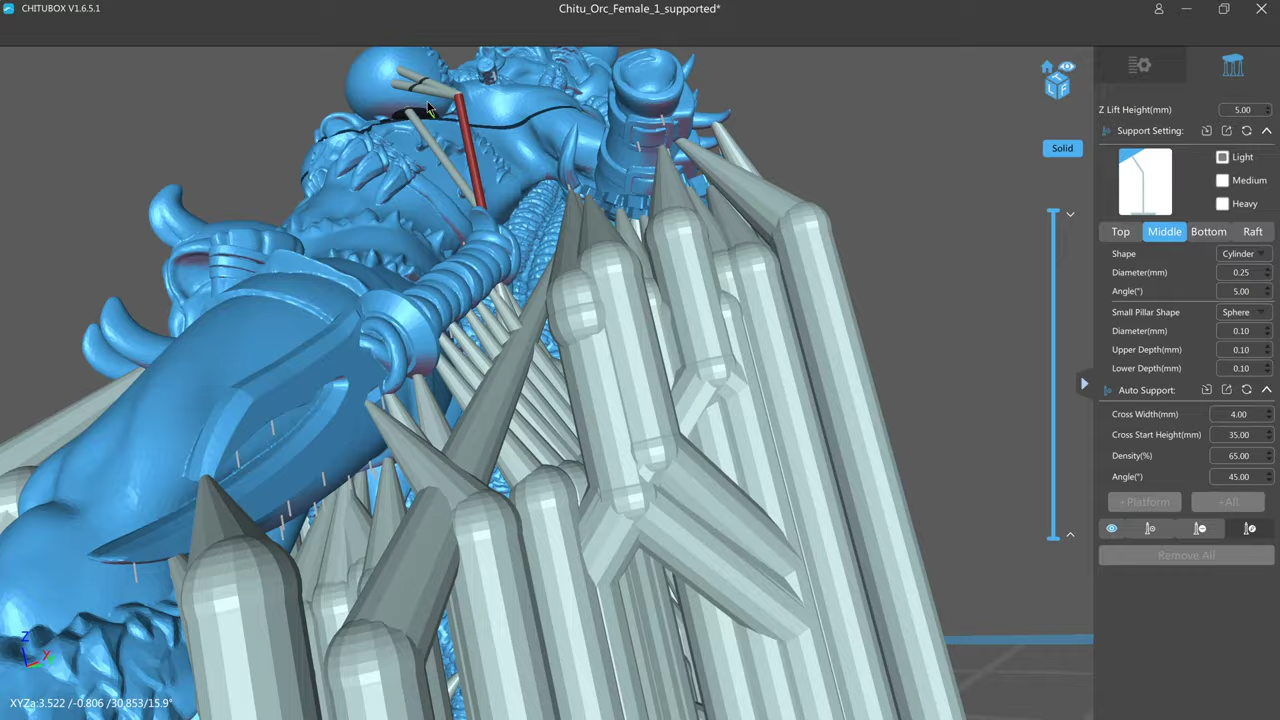 CHITUBOX V1.6.5.1
Chitu_Orc_Female_1_supported*
T
L F
Solid
Z Lift Height(mm) 5.00
Support Setting:
Light
Medium
Heavy
Top Middle Bottom Raft
Shape Cylinder
Diameter(mm) 0.25
Angle(°) 5.00
Small Pillar Shape Sphere
Diameter(mm) 0.10
Upper Depth(mm) 0.10
Lower Depth(mm) 0.10
Auto Support:
Cross Width(mm) 4.00
Cross Start Height(mm) 35.00
Density(%) 65.00
Angle(°) 45.00
+Platform +All
Remove All
Z
Y
XYZa:3.522 /-0.806 /30.853/15.9°